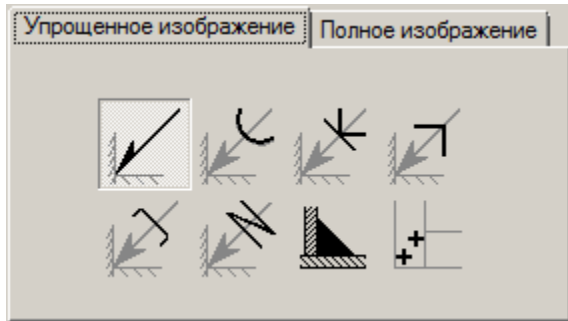 Упрощенное изображение
Полное изображение